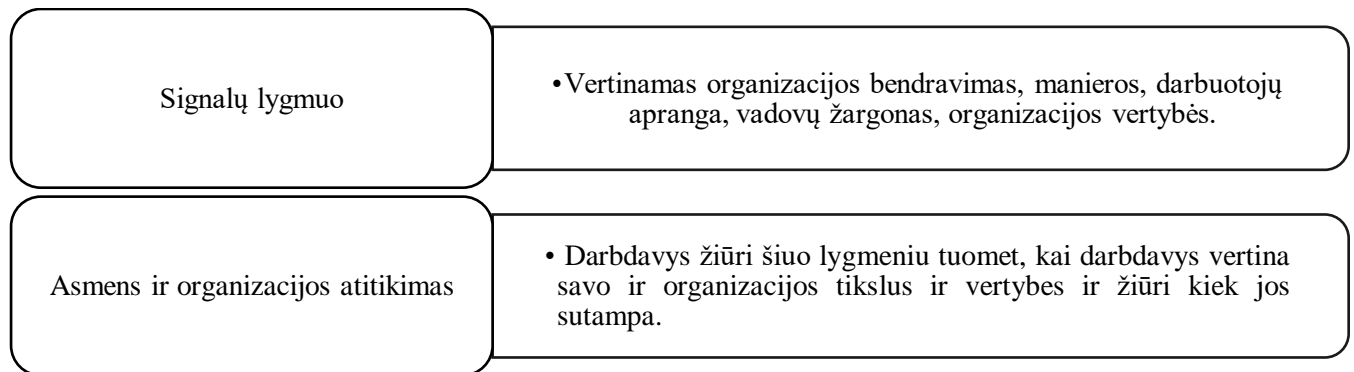 Signalų lygmuo
•Vertinamas organizacijos bendravimas, manieros, darbuotojų
apranga, vadovų žargonas, organizacijos vertybės.
Asmens ir organizacijos atitikimas
• Darbdavys žiūri šiuo lygmeniu tuomet, kai darbdavys vertina
savo ir organizacijos tikslus ir vertybes ir žiūri kiek jos
sutampa.